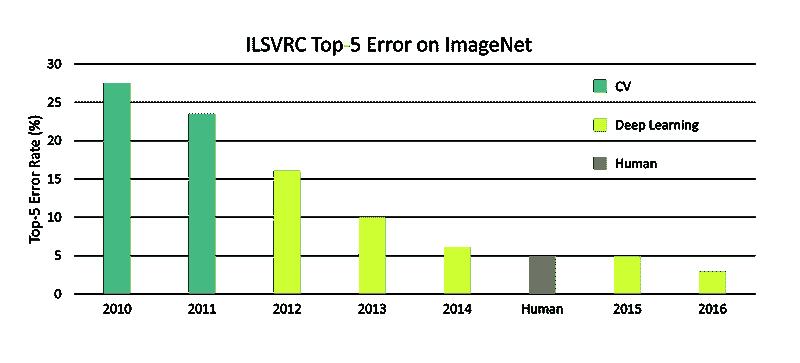 ILSVRC Top-5 Error on ImageNet
Top-5 Error Rate (%)
30
25
20
15
10
5
0
CV
Deep Learning
Human
2010 2011 2012 2013 2014 Human 2015 2016